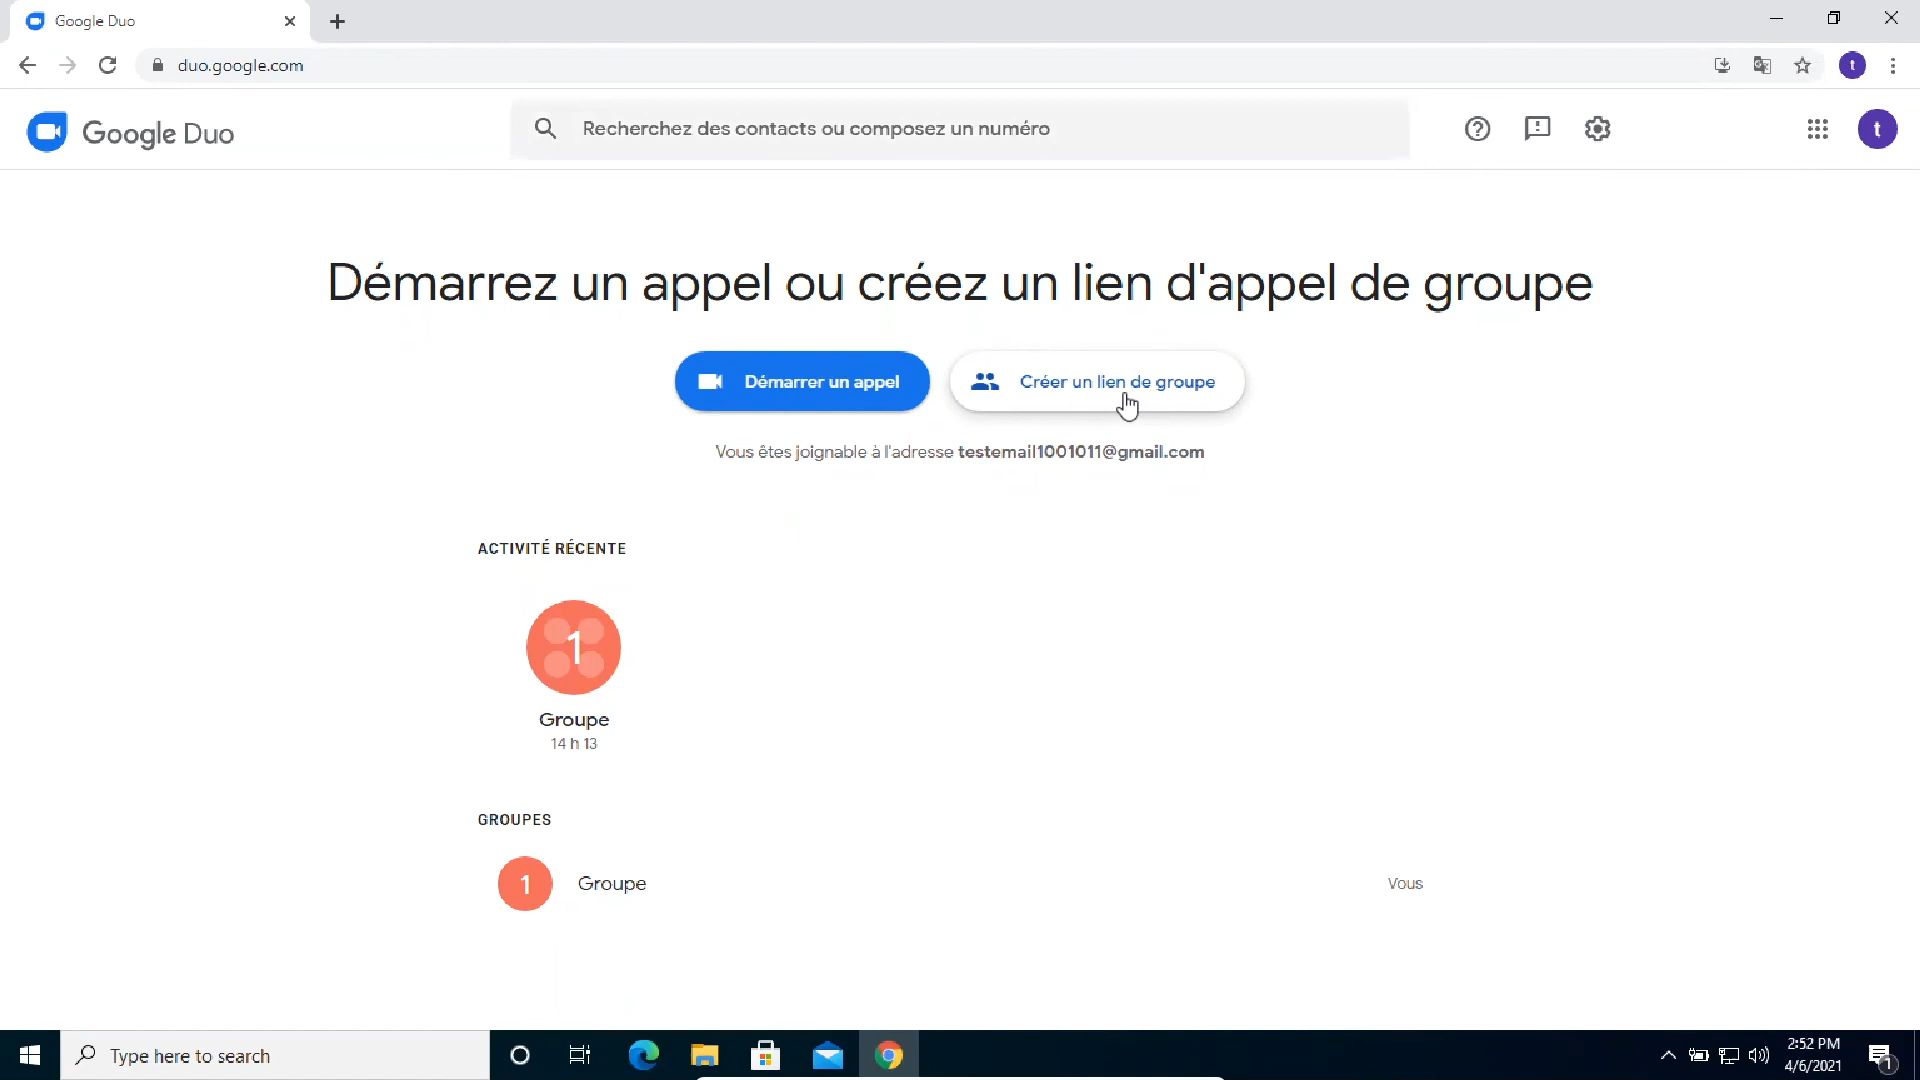 Google Duo
duo.google.com
t
Google Duo
Recherchez des contacts ou composez un numéro
t
Démarrez un appel ou créez un lien d'appel de groupe
Démarrer un appel
Créer un lien de groupe
Vous êtes joignable à l'adresse testemail1001011@gmail.com
ACTIVITÉ RÉCENTE
1
Groupe
14 h 13
GROUPES
1
Groupe
Vous
Type here to search
2:52 PM
4/6/2021
1